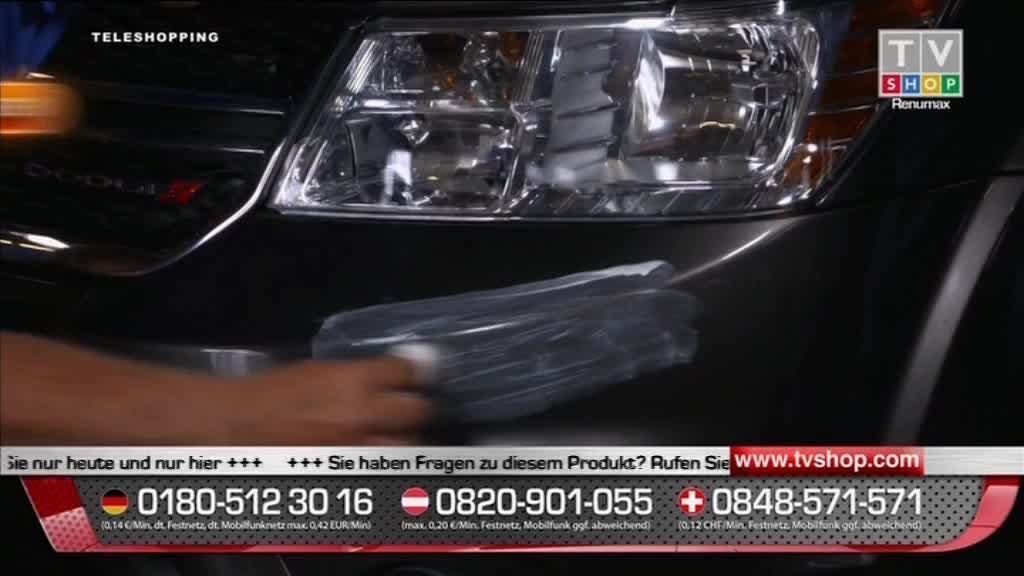 TELESHOPPING
TV
SHOP
Renumax
DODGE
Sie nur heute und nur hier +++ +++ Sie haben Fragen zu diesem Produkt? Rufen Sie
www.tvshop.com
0180-512 30 16
(0,14 €/Min. dt. Festnetz, dt. Mobilfunknetz max. 0,42 EUR/Min)
0820-901-055
(max. 0,20 €/Min. Festnetz, Mobilfunk ggf. abweichend)
0848-571-571
(0,12 CHF/Min. Festnetz, Mobilfunk ggf. abweichend)